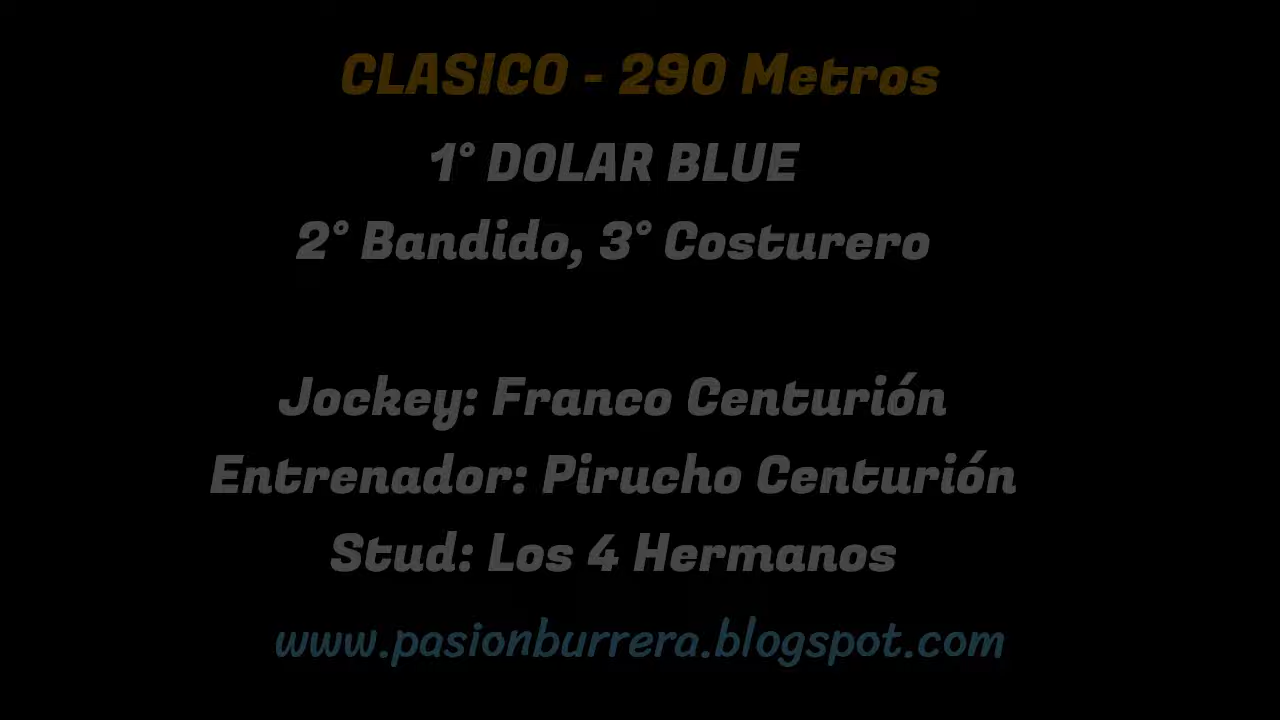 CLASICO - 290 Metros
1° DOLAR BLUE
2° Bandido, 3° Costurero
Jockey: Franco Centurión
Entrenador: Pirucho Centurión
Stud: Los 4 Hermanos
www.pasionburrera.blogspot.com